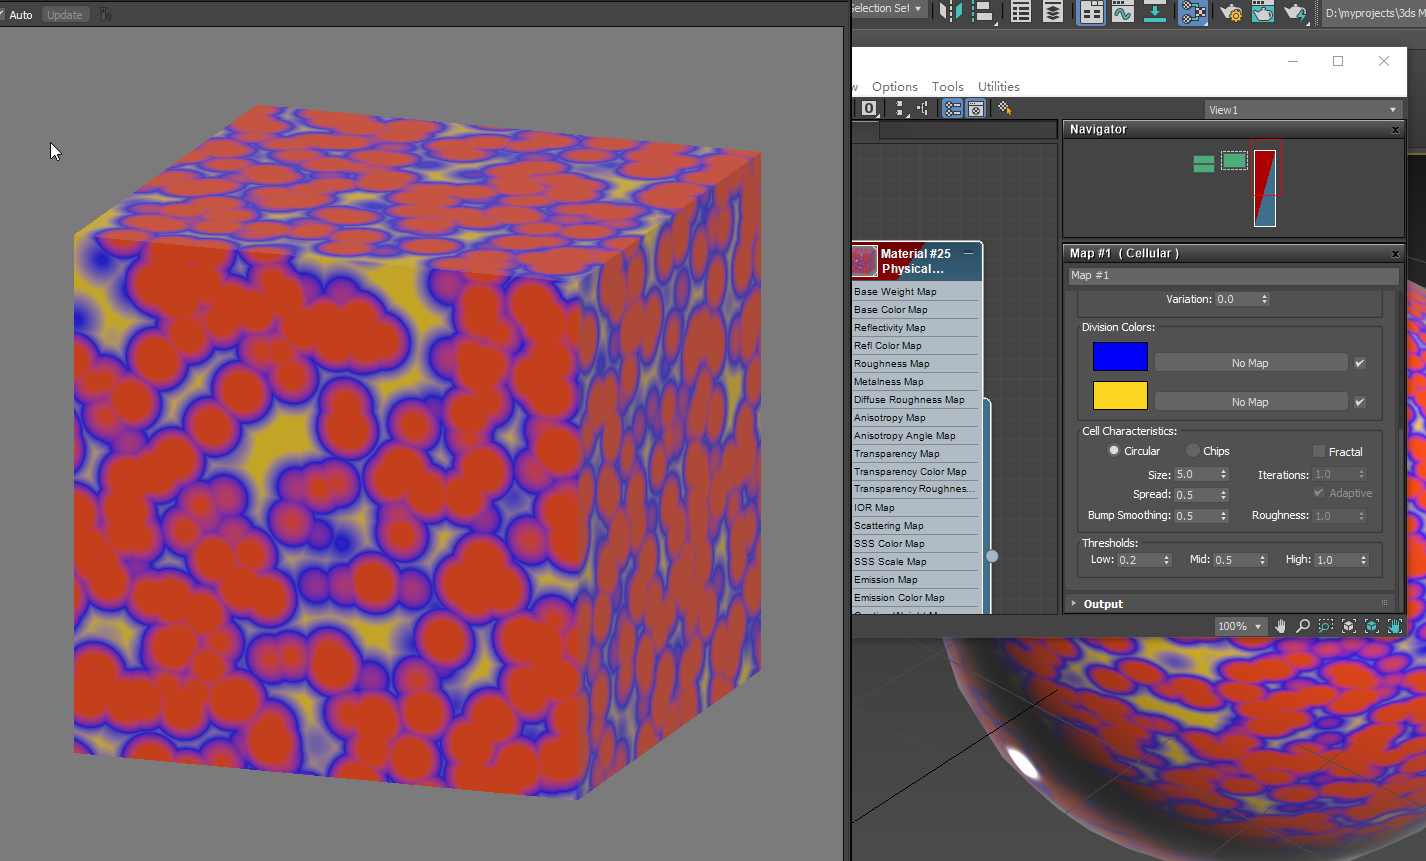 Auto
Update
Selection Set
D:\myprojects\3ds M
Options
Tools
Utilities
0
View1
Navigator
Material #25
Physical...
Base Weight Map
Base Color Map
Reflectivity Map
Refl Color Map
Roughness Map
Metalness Map
Diffuse Roughness Map
Anisotropy Map
Anisotropy Angle Map
Transparency Map
Transparency Color Map
Transparency Roughnes...
IOR Map
Scattering Map
SSS Color Map
SSS Scale Map
Emission Map
Emission Color Map
Map #1 ( Cellular )
Map #1
Variation: 0.0
Division Colors:
No Map
No Map
Cell Characteristics:
Circular
Chips
Fractal
Size: 5.0
Iterations: 1.0
Spread: 0.5
Adaptive
Bump Smoothing: 0.5
Roughness: 1.0
Thresholds:
Low: 0.2
Mid: 0.5
High: 1.0
Output
100%